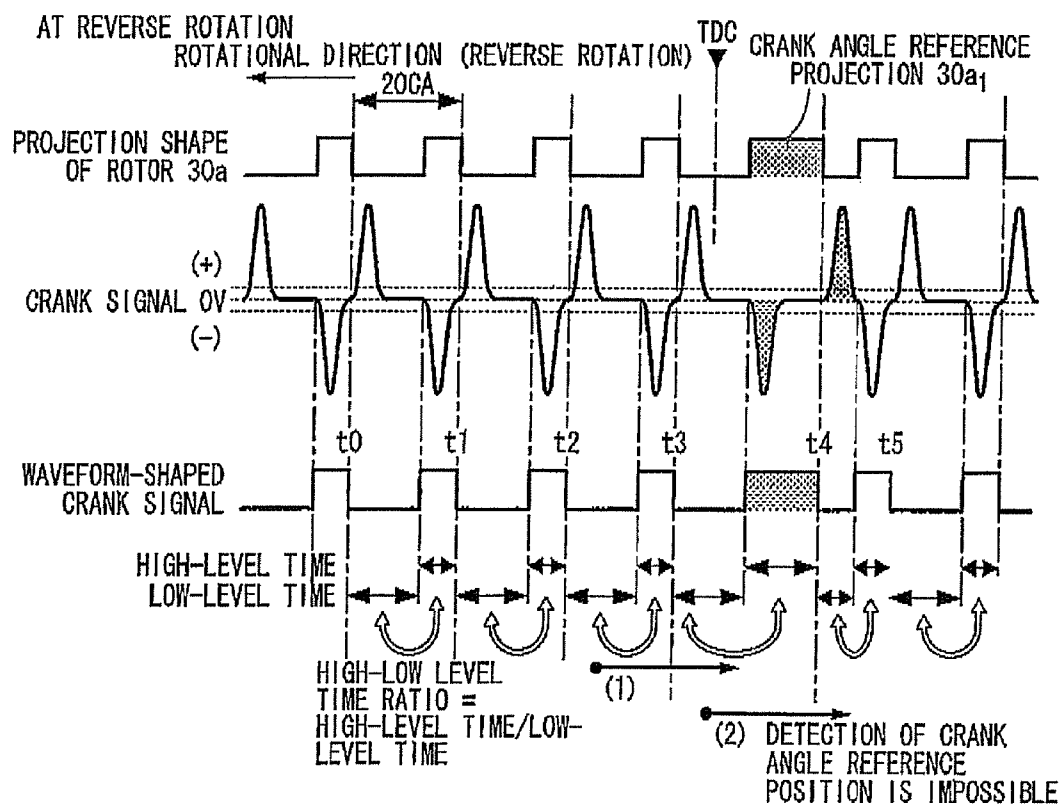 AT REVERSE ROTATION
ROTATIONAL DIRECTION (REVERSE ROTATION)
20CA
TDC
CRANK ANGLE REFERENCE
PROJECTION 30a1
PROJECTION SHAPE
OF ROTOR 30a
(+)
CRANK SIGNAL 0V
(-)
t0
t1
t2
t3
t4
t5
WAVEFORM-SHAPED
CRANK SIGNAL
HIGH-LEVEL TIME
LOW-LEVEL TIME
HIGH-LOW LEVEL
TIME RATIO =
HIGH-LEVEL TIME/LOW-
LEVEL TIME
(1)
(2) DETECTION OF CRANK
ANGLE REFERENCE
POSITION IS IMPOSSIBLE